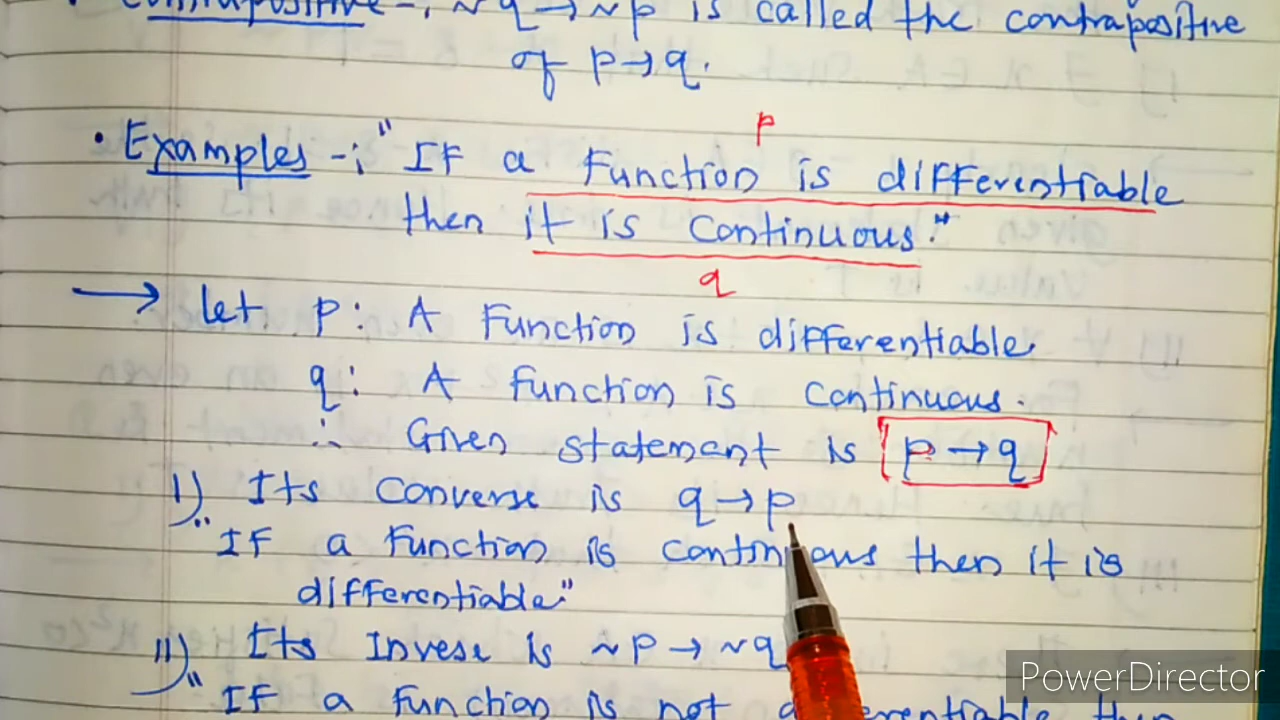 Contrapositive -: ~q→~p is called the contrapositive
of p→q.
p
• Examples -: "If a function is differentiable
then it is continuous."
q
→ let p: A function is differentiable.
q: A function is continuous.
∴ Given statement is p→q
I) Its converse is q→p
"If a function is continuous then it is
differentiable"
II) Its Invese is ~p→~q
"If a function is not
PowerDirector